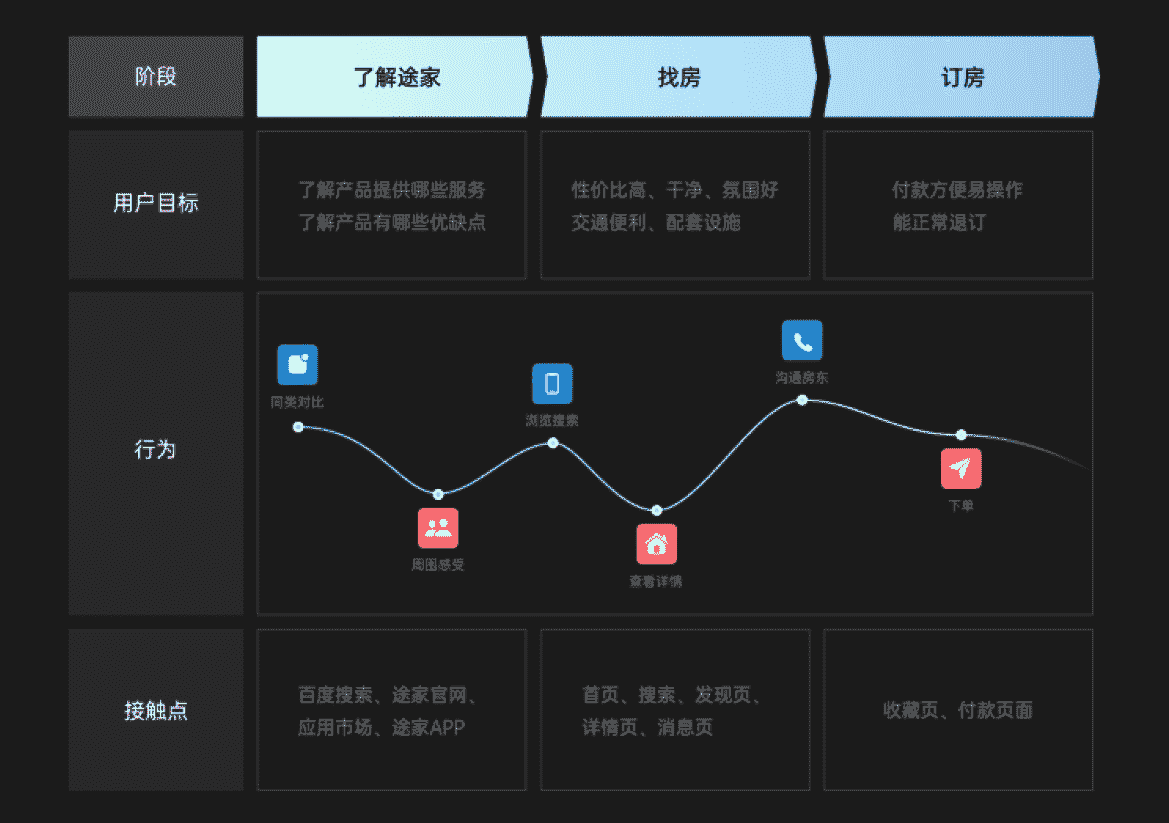 阶段
了解途家
找房
订房
用户目标
了解产品提供哪些服务
了解产品有哪些优缺点
性价比高、干净、氛围好
交通便利、配套设施
付款方便易操作
能正常退订
行为
同类对比
周围感受
浏览搜索
查看详情
沟通房东
下单
接触点
百度搜索、途家官网、
应用市场、途家APP
首页、搜索、发现页、
详情页、消息页
收藏页、付款页面